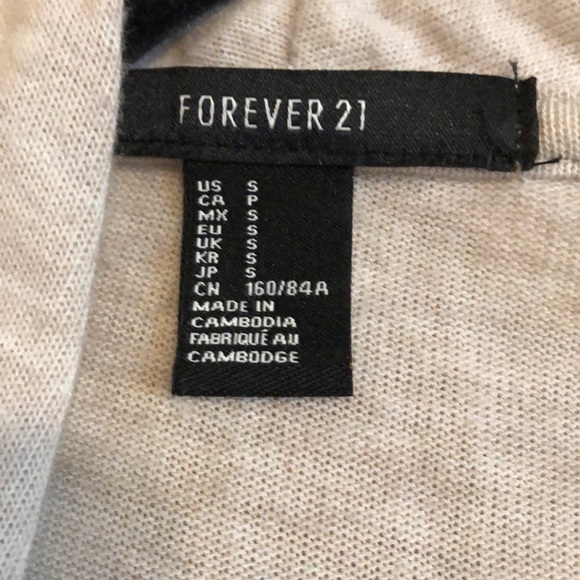 FOREVER 21
US S
CA P
MX S
EU S
UK S
KR S
JP S
CN 160/84A
MADE IN
CAMBODIA
FABRIQUÉ AU
CAMBODGE